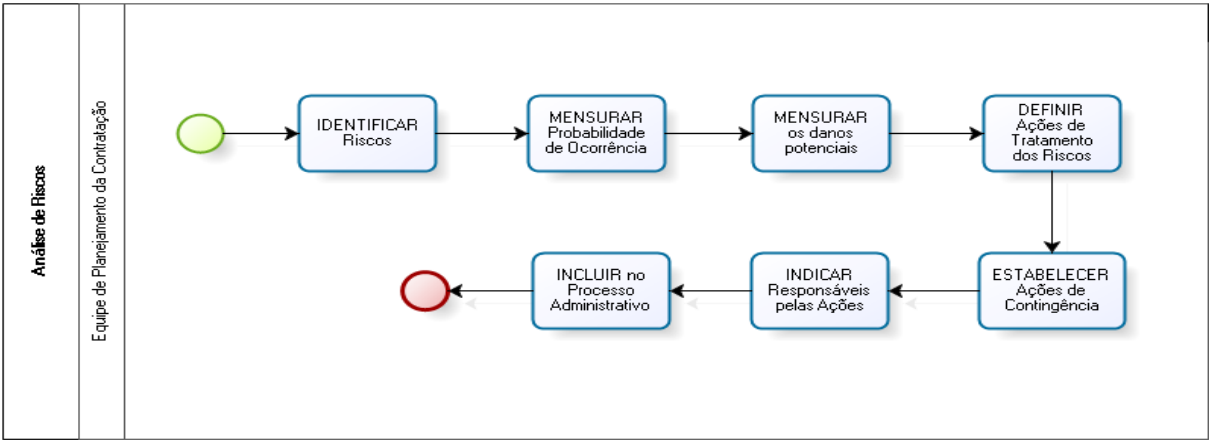 Análise de Riscos
Equipe de Planejamento da Contratação
IDENTIFICAR
Riscos
MENSURAR
Probabilidade
de Ocorrência
MENSURAR
os danos
potenciais
DEFINIR
Ações de
Tratamento
dos Riscos
ESTABELECER
Ações de
Contingência
INDICAR
Responsáveis
pelas Ações
INCLUIR no
Processo
Administrativo